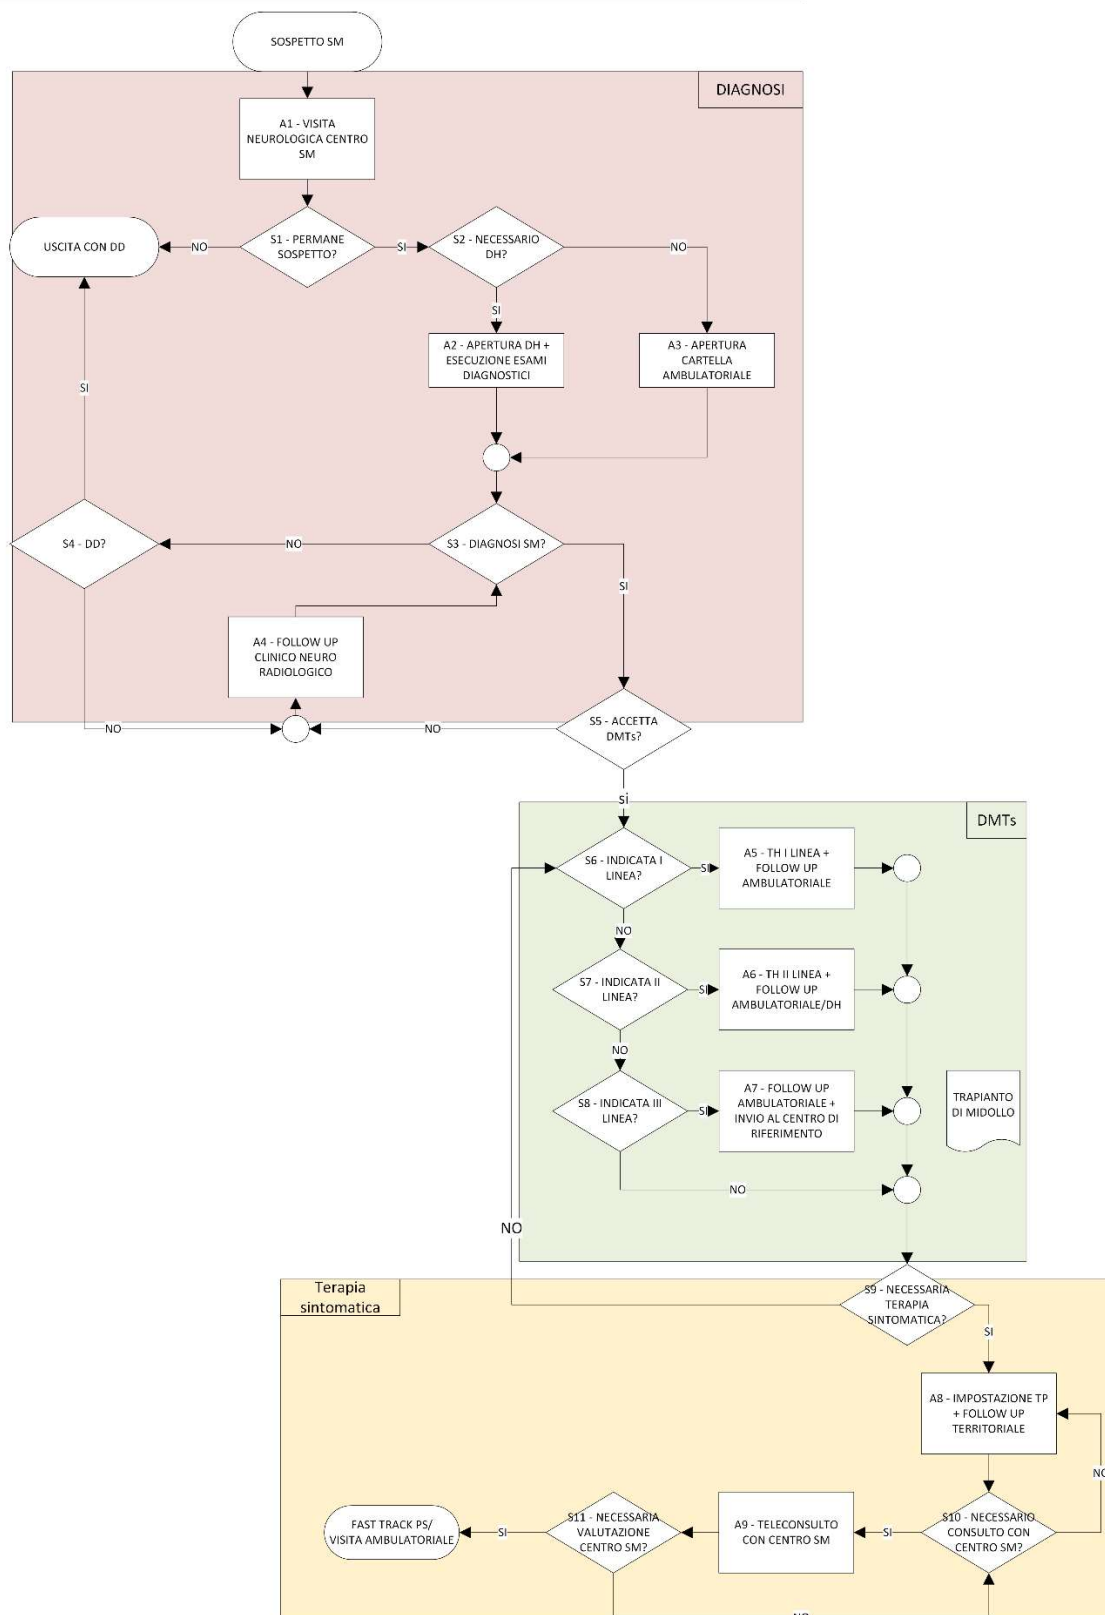 SOSPETTO SM
DIAGNOSI
A1 - VISITA
NEUROLOGICA CENTRO
SM
USCITA CON DD
NO
S1 - PERMANE
SOSPETTO?
SI
S2 - NECESSARIO
DH?
NO
SI
A2 - APERTURA DH +
ESECUZIONE ESAMI
DIAGNOSTICI
A3 - APERTURA
CARTELLA
AMBULATORIALE
SI
S4 - DD?
NO
S3 - DIAGNOSI SM?
SI
A4 - FOLLOW UP
CLINICO NEURO
RADIOLOGICO
NO
NO
S5 - ACCETTA
DMTs?
sì
DMTs
S6 - INDICATA I
LINEA?
SI
A5 - TH I LINEA +
FOLLOW UP
AMBULATORIALE
NO
S7 - INDICATA II
LINEA?
SI
A6 - TH II LINEA +
FOLLOW UP
AMBULATORIALE/DH
NO
S8 - INDICATA III
LINEA?
SI
A7 - FOLLOW UP
AMBULATORIALE +
INVIO AL CENTRO DI
RIFERIMENTO
TRAPIANTO
DI MIDOLLO
NO
NO
Terapia
sintomatica
S9 - NECESSARIA
TERAPIA
SINTOMATICA?
SI
A8 - IMPOSTAZIONE TP
+ FOLLOW UP
TERRITORIALE
NO
FAST TRACK PS/
VISITA AMBULATORIALE
SI
S11 - NECESSARIA
VALUTAZIONE
CENTRO SM?
A9 - TELECONSULTO
CON CENTRO SM
SI
S10 - NECESSARIO
CONSULTO CON
CENTRO SM?